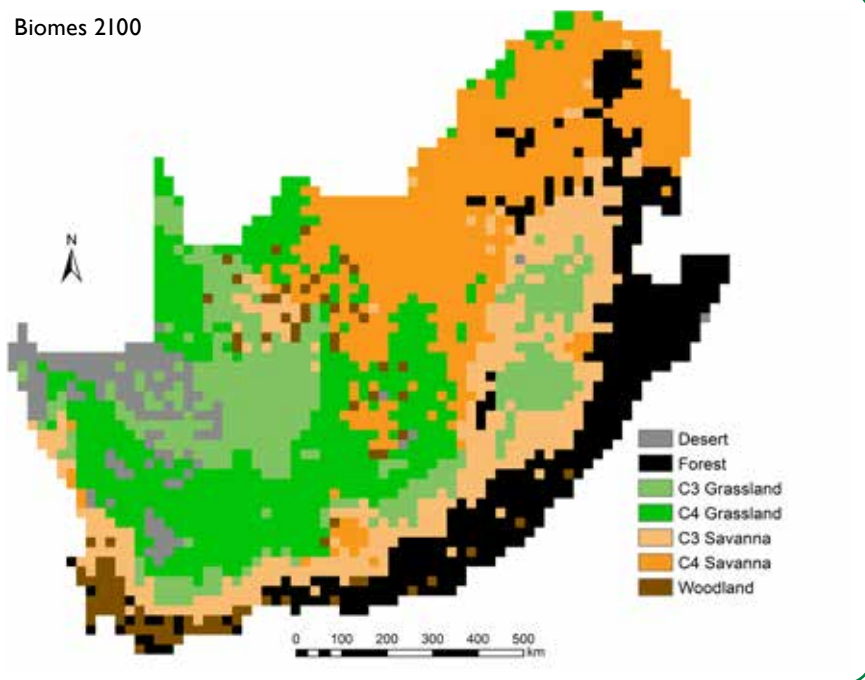 Biomes 2100
N
Desert
Forest
C3 Grassland
C4 Grassland
C3 Savanna
C4 Savanna
Woodland
0 100 200 300 400 500
km